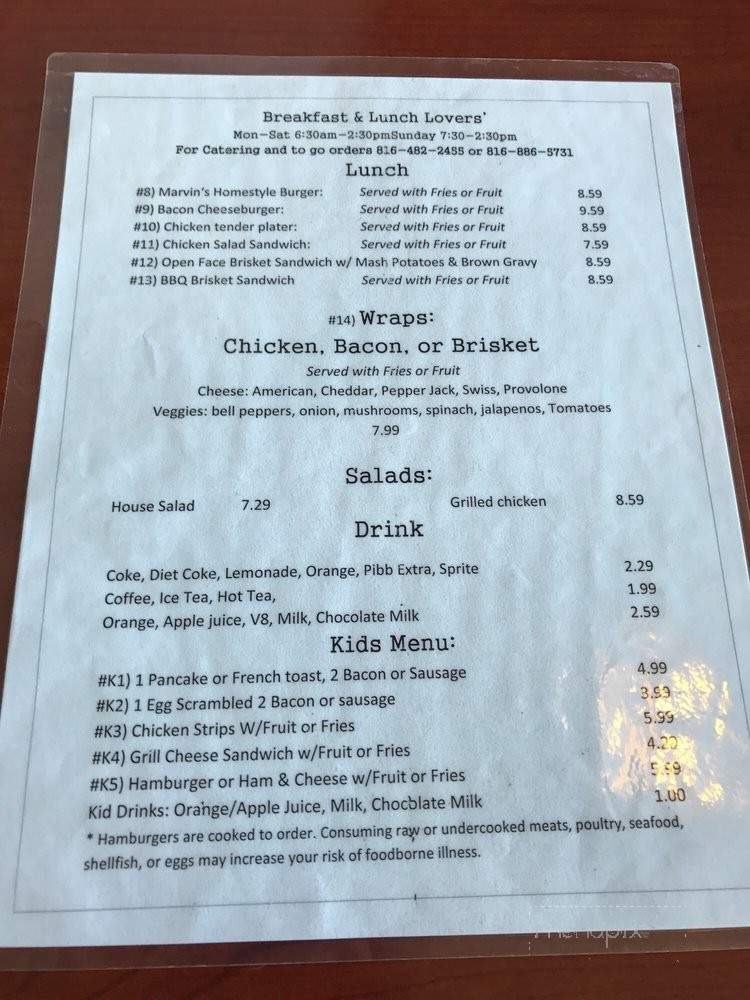 Breakfast & Lunch Lovers'
Mon-Sat 6:30am-2:30pmSunday 7:30-2:30pm
For Catering and to go orders 816-482-2455 or 816-886-5731
Lunch
#8) Marvin's Homestyle Burger: Served with Fries or Fruit 8.59
#9) Bacon Cheeseburger: Served with Fries or Fruit 9.59
#10) Chicken tender plater: Served with Fries or Fruit 8.59
#11) Chicken Salad Sandwich: Served with Fries or Fruit 7.59
#12) Open Face Brisket Sandwich w/ Mash Potatoes & Brown Gravy 8.59
#13) BBQ Brisket Sandwich Served with Fries or Fruit 8.59
#14) Wraps:
Chicken, Bacon, or Brisket
Served with Fries or Fruit
Cheese: American, Cheddar, Pepper Jack, Swiss, Provolone
Veggies: bell peppers, onion, mushrooms, spinach, jalapenos, Tomatoes
7.99
Salads:
House Salad 7.29 Grilled chicken 8.59
Drink
Coke, Diet Coke, Lemonade, Orange, Pibb Extra, Sprite 2.29
Coffee, Ice Tea, Hot Tea, 1.99
Orange, Apple juice, V8, Milk, Chocolate Milk 2.59
Kids Menu:
#K1) 1 Pancake or French toast, 2 Bacon or Sausage 4.99
#K2) 1 Egg Scrambled 2 Bacon or sausage 3.99
#K3) Chicken Strips W/Fruit or Fries 5.99
#K4) Grill Cheese Sandwich w/Fruit or Fries
#K5) Hamburger or Ham & Cheese w/Fruit or Fries
Kid Drinks: Orange/Apple Juice, Milk, Chocolate Milk 1.00
* Hamburgers are cooked to order. Consuming raw or undercooked meats, poultry, seafood,
shellfish, or eggs may increase your risk of foodborne illness.
menupix